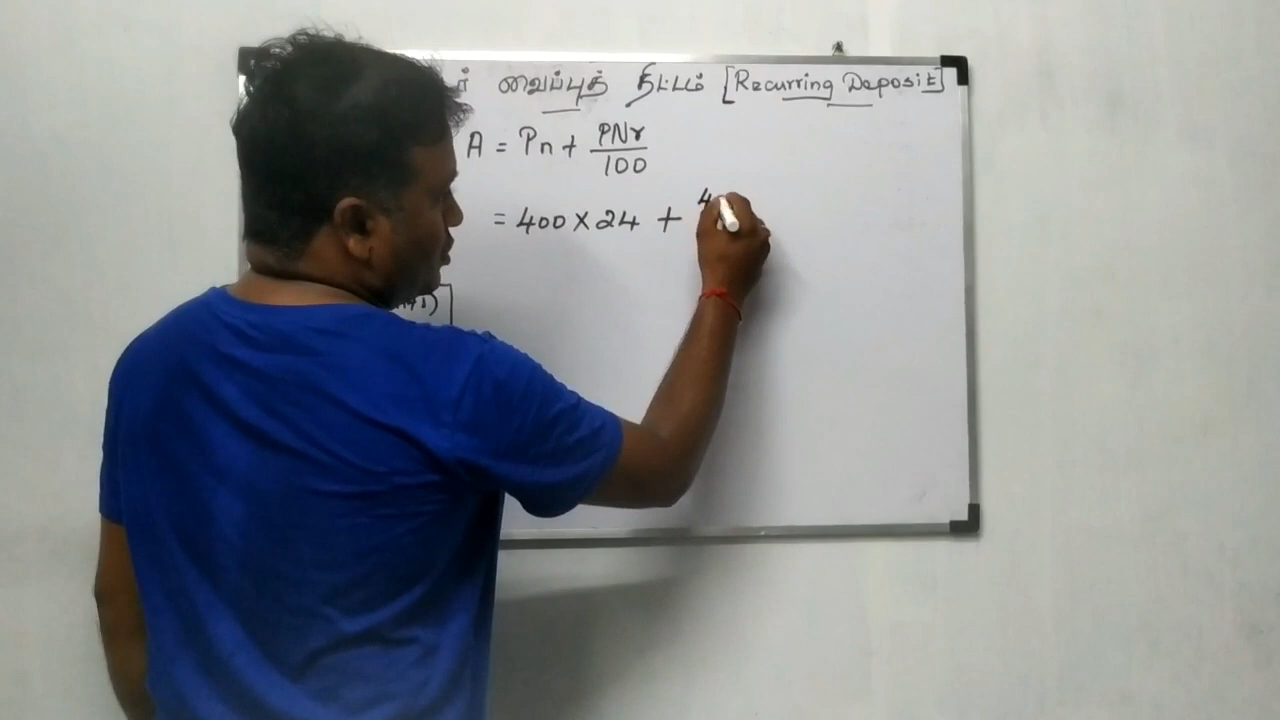 வைப்புத் திட்டம் [Recurring Deposit]
A = Pn + PNr/100
= 400 × 24 + 4